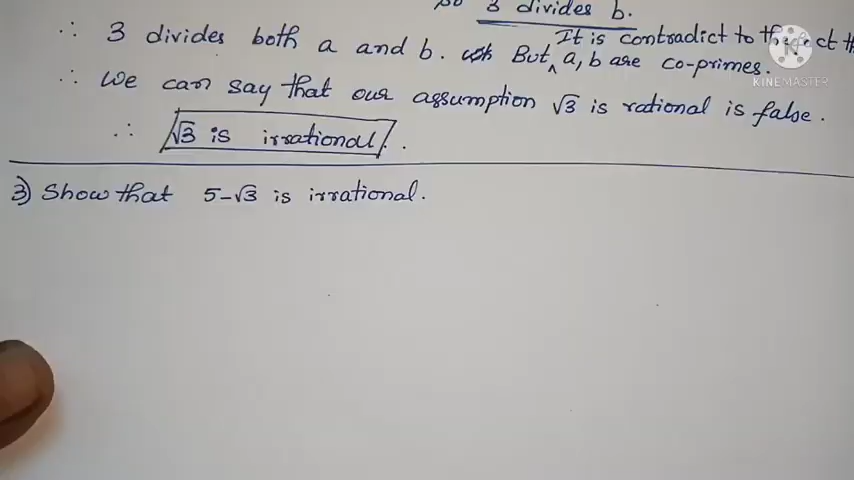 So 3 divides b.
It is contradict to the fact
∴ 3 divides both a and b. But ^ a, b are co-primes.
∴ We can say that our assumption √3 is rational is false.
∴ √3 is irrational.
3) Show that 5-√3 is irrational.
KINEMASTER